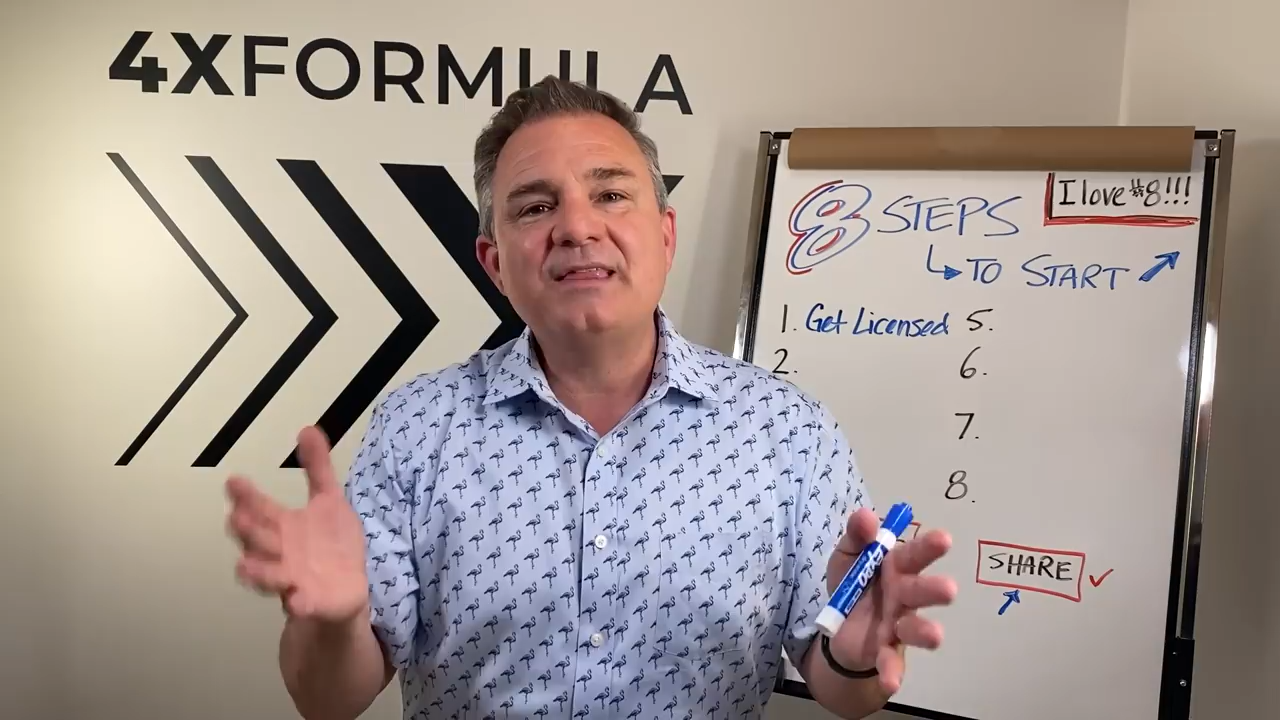 4XFORMULA
I love #8!!!
8 STEPS
TO START
1. Get Licensed
2.
5.
6.
7.
8.
SHARE
EXPO